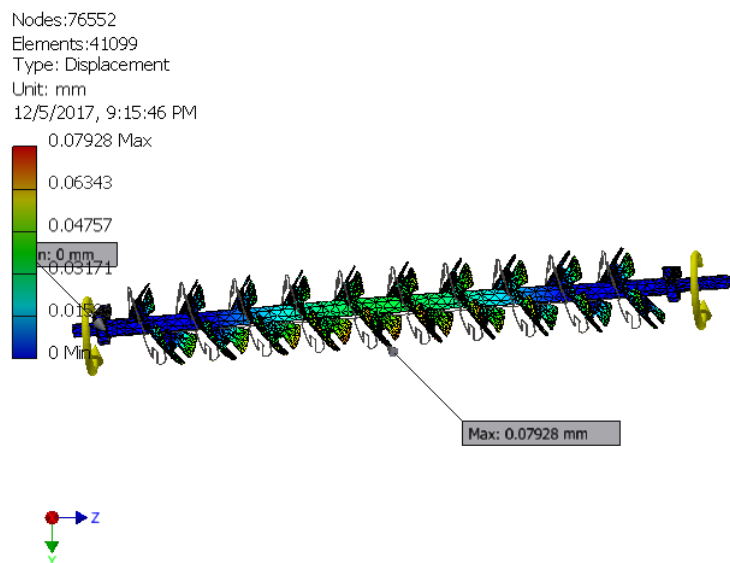 Nodes:76552
Elements:41099
Type: Displacement
Unit: mm
12/5/2017, 9:15:46 PM
0.07928 Max
0.06343
0.04757
n: 0 mm
0.03171
0 Min
Max: 0.07928 mm
Z
Y